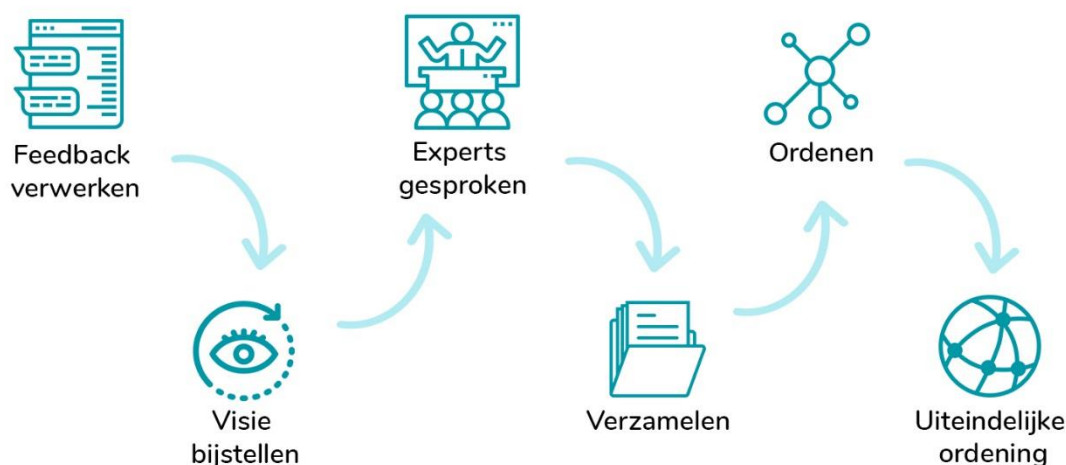 Feedback
verwerken
Visie
bijstellen
Experts
gesproken
Verzamelen
Ordenen
Uiteindelijke
ordening